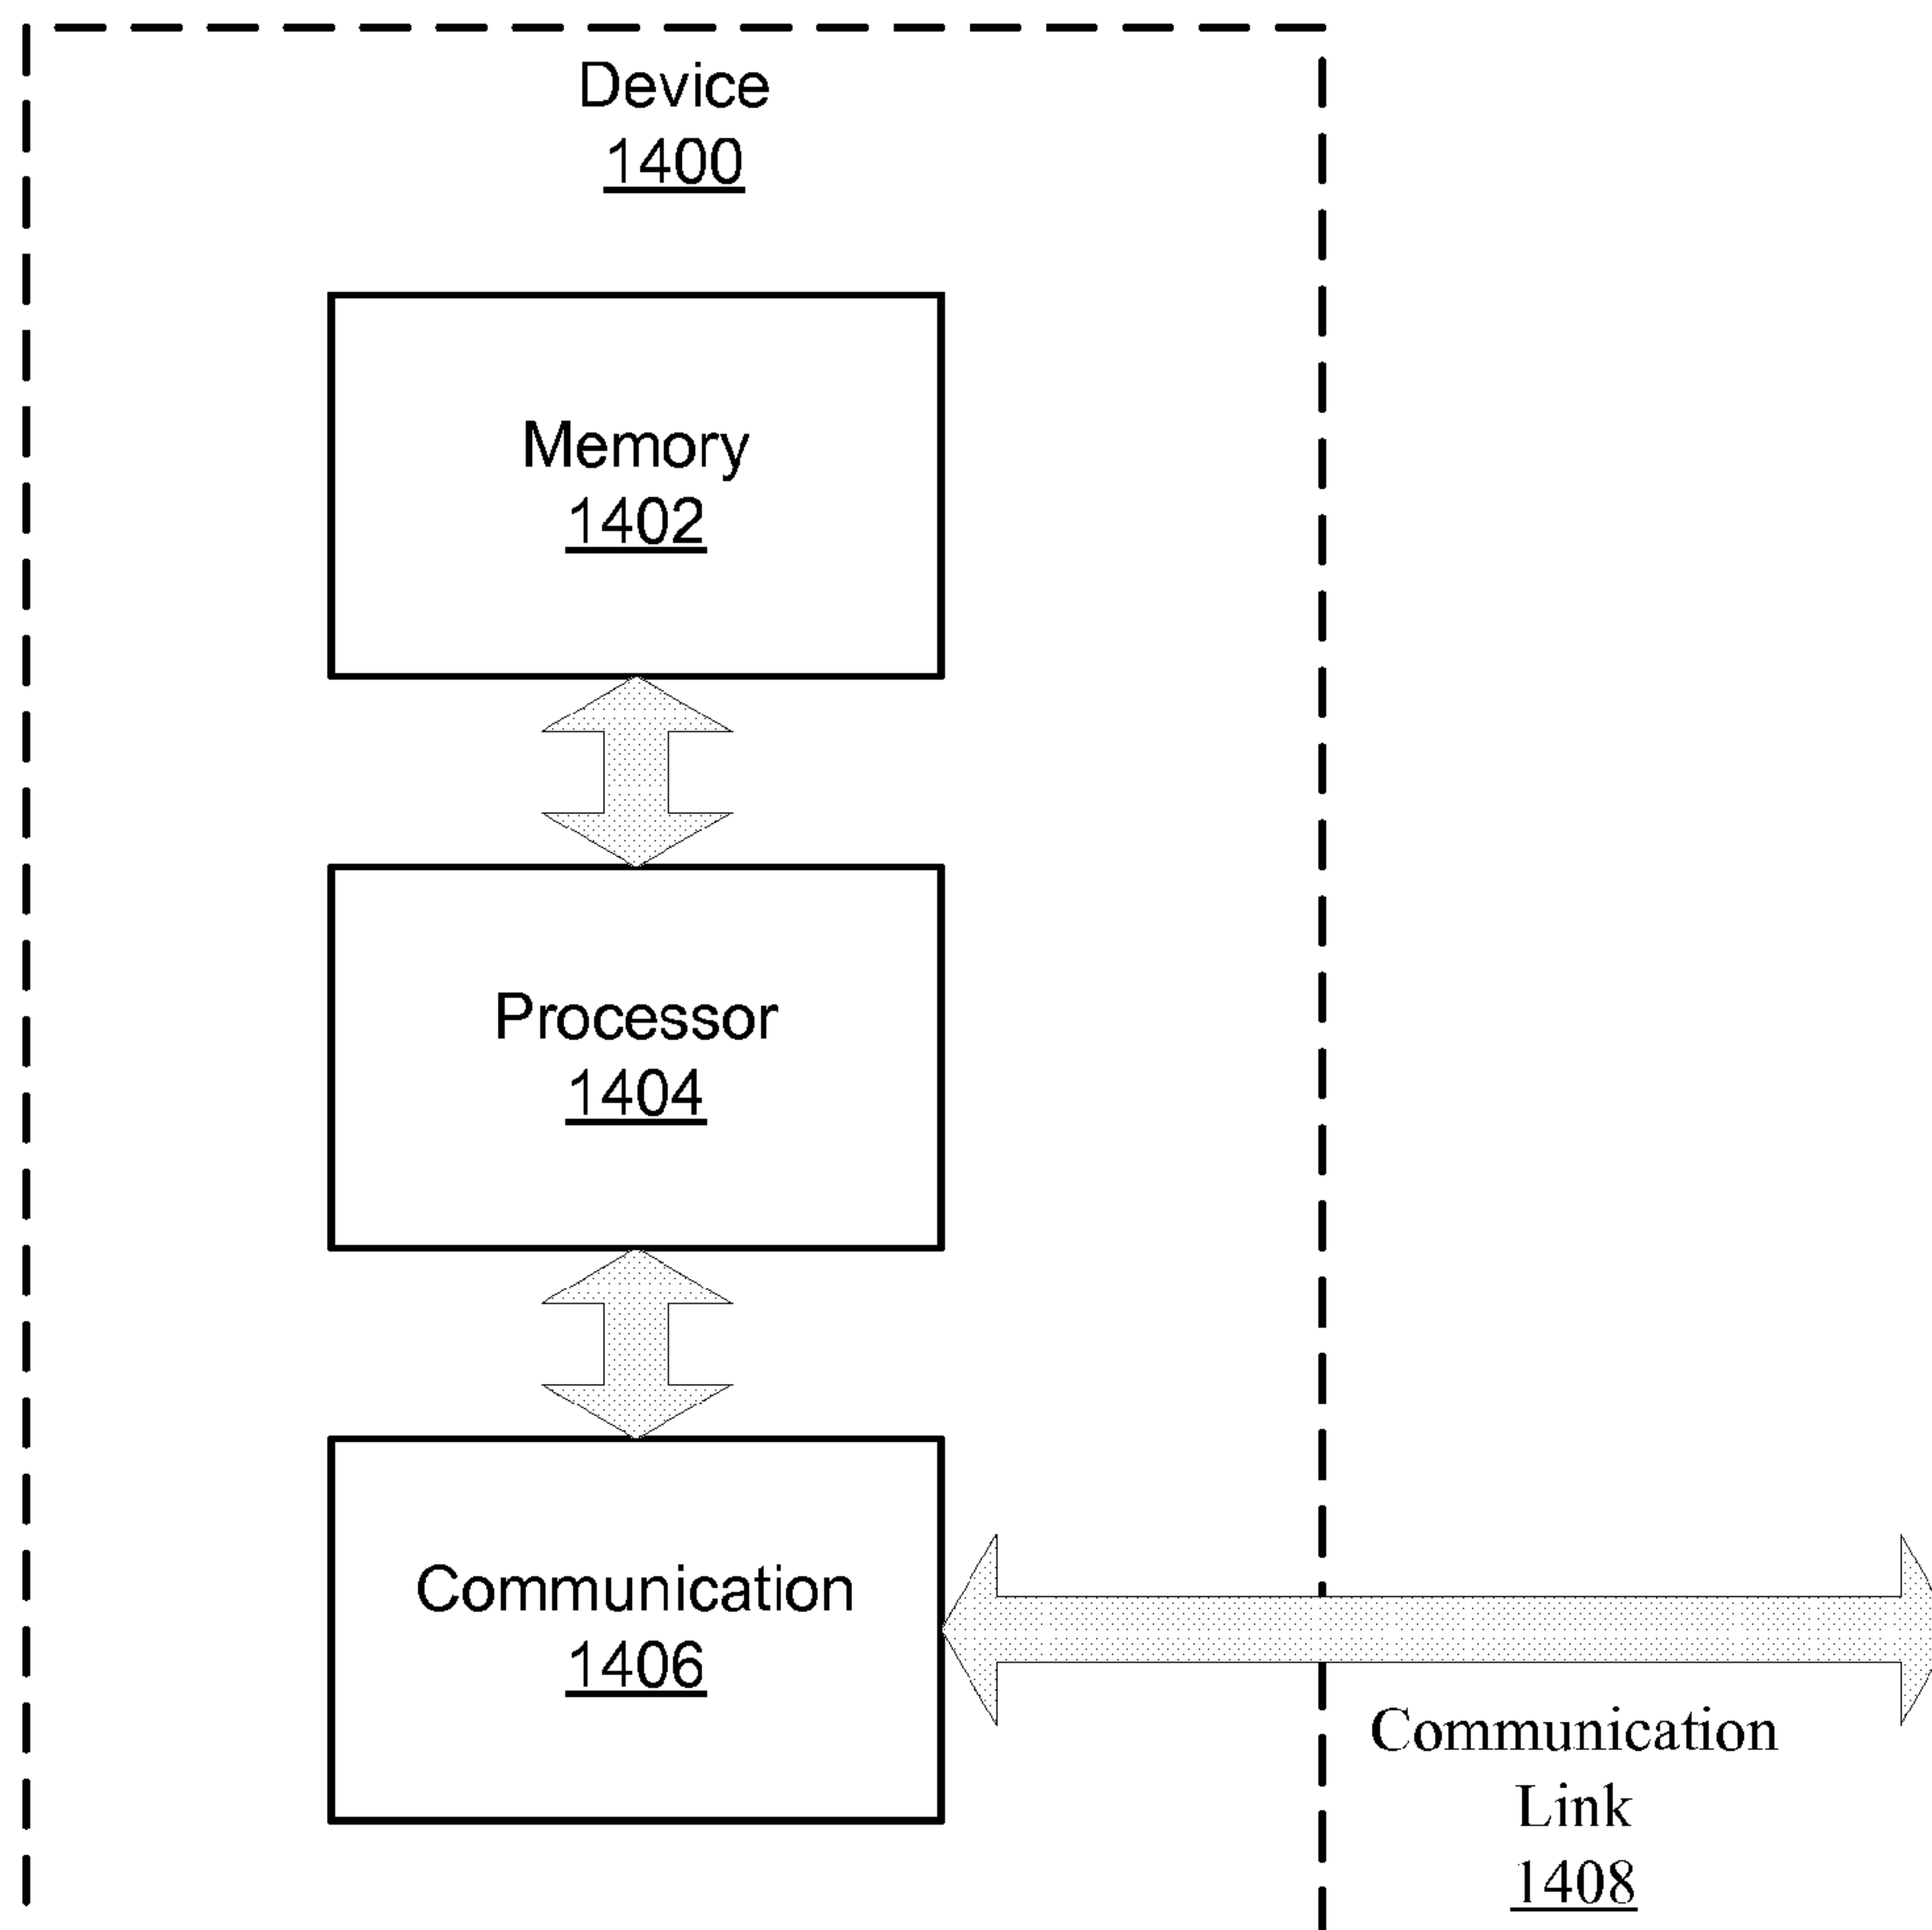 Device
1400
Memory
1402
Processor
1404
Communication
1406
Communication
Link
1408